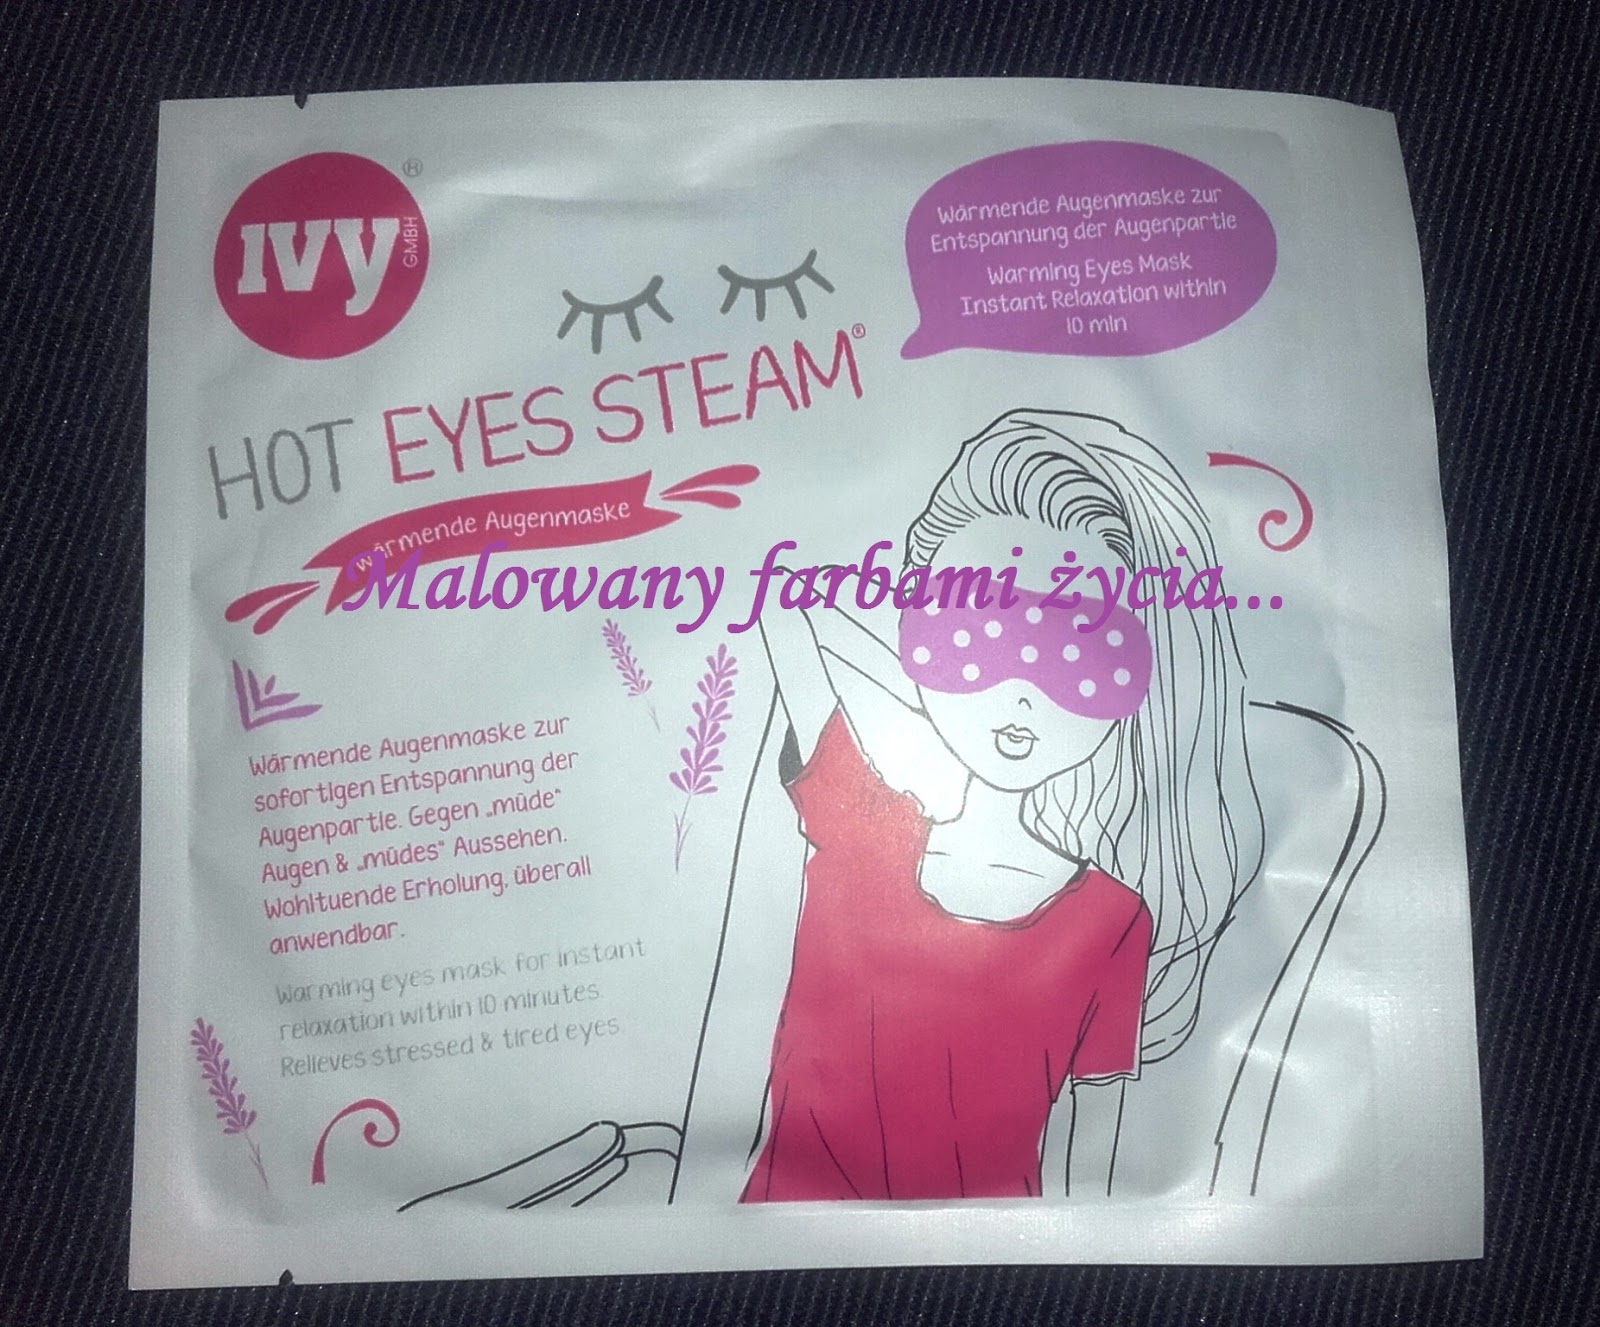 IVY
GMBH
®
Wärmende Augenmaske zur
Entspannung der Augenpartie
Warming Eyes Mask
Instant Relaxation within
10 min
HOT EYES STEAM®
wärmende Augenmaske
Malowany farbami życia...
Wärmende Augenmaske zur
sofortigen Entspannung der
Augenpartie. Gegen „müde“
Augen & „müdes“ Aussehen.
Wohltuende Erholung, überall
anwendbar.
Warming eyes mask for instant
relaxation within 10 minutes.
Relieves stressed & tired eyes.